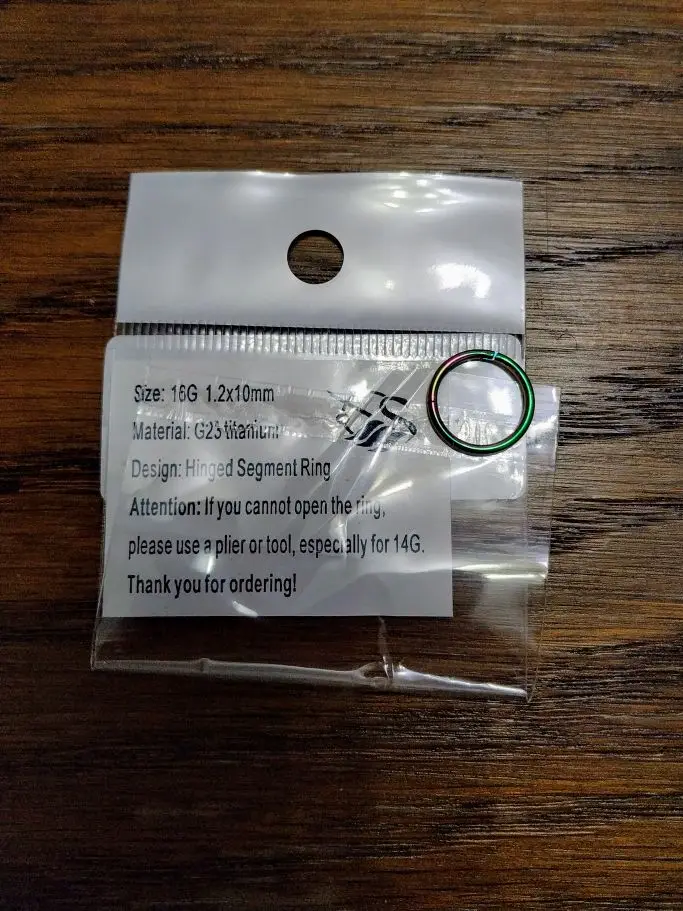 Size: 16G 1.2x10mm
Material: G23 titanium
Design: Hinged Segment Ring
Attention: If you cannot open the ring,
please use a plier or tool, especially for 14G.
Thank you for ordering!